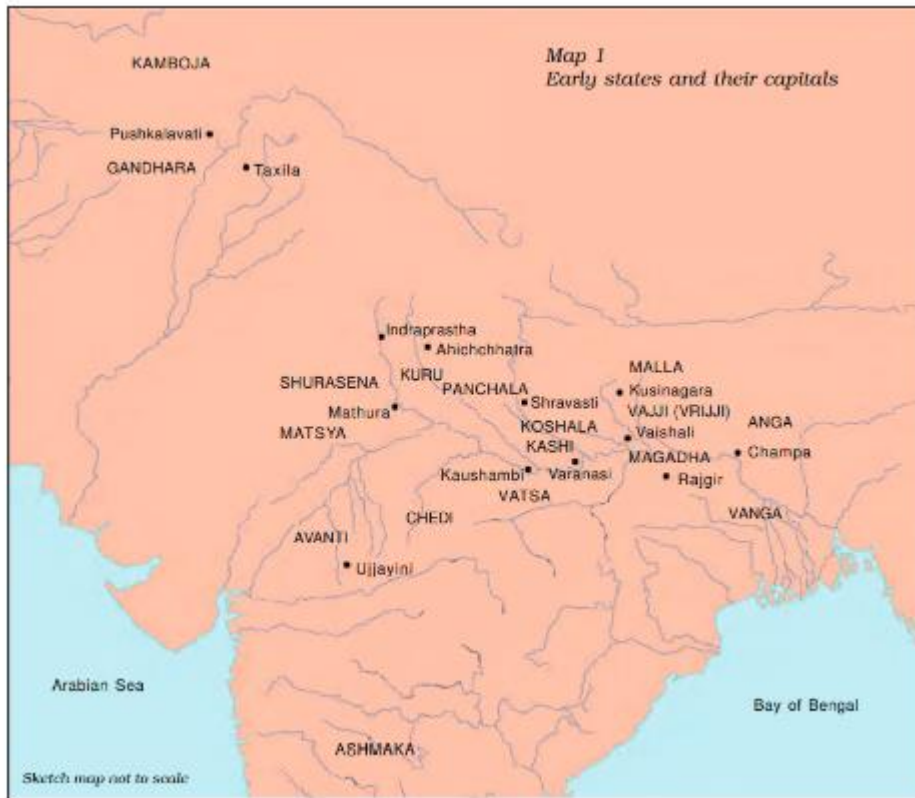 Map 1
Early states and their capitals
KAMBOJA
Pushkalavati
GANDHARA
Taxila
Indraprastha
Ahichchhatra
SHURASENA
KURU
PANCHALA
MALLA
Kusinagara
Shravasti
VAJJI (VRIJJI)
Mathura
MATSYA
KOSHALA
ANGA
Vaishali
KASHI
Champa
MAGADHA
Kaushambi
Varanasi
Rajgir
VATSA
CHEDI
VANGA
AVANTI
Ujjayini
Arabian Sea
Bay of Bengal
ASHMAKA
Sketch map not to scale